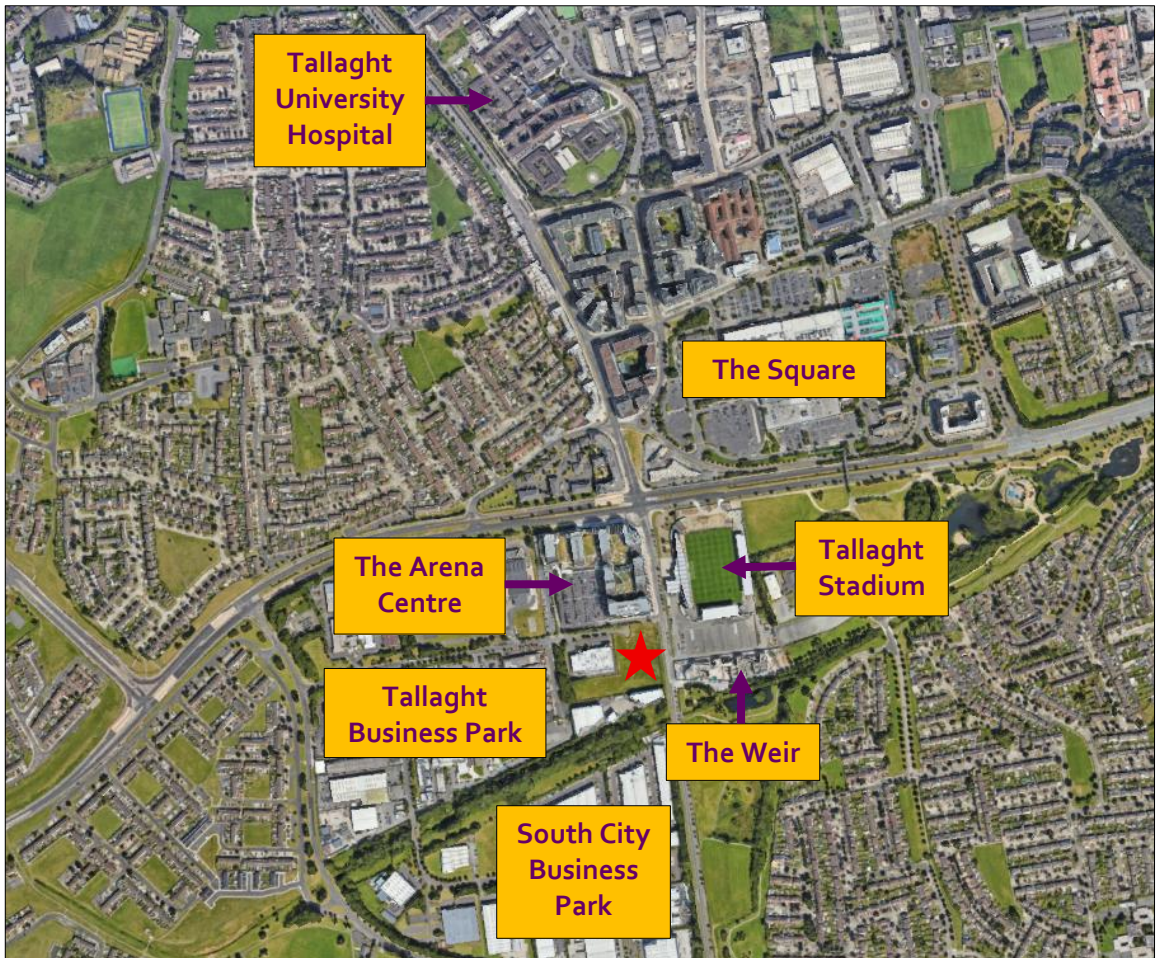 Tallaght
University
Hospital
The Square
The Arena
Centre
Tallaght
Stadium
Tallaght
Business Park
The Weir
South City
Business
Park